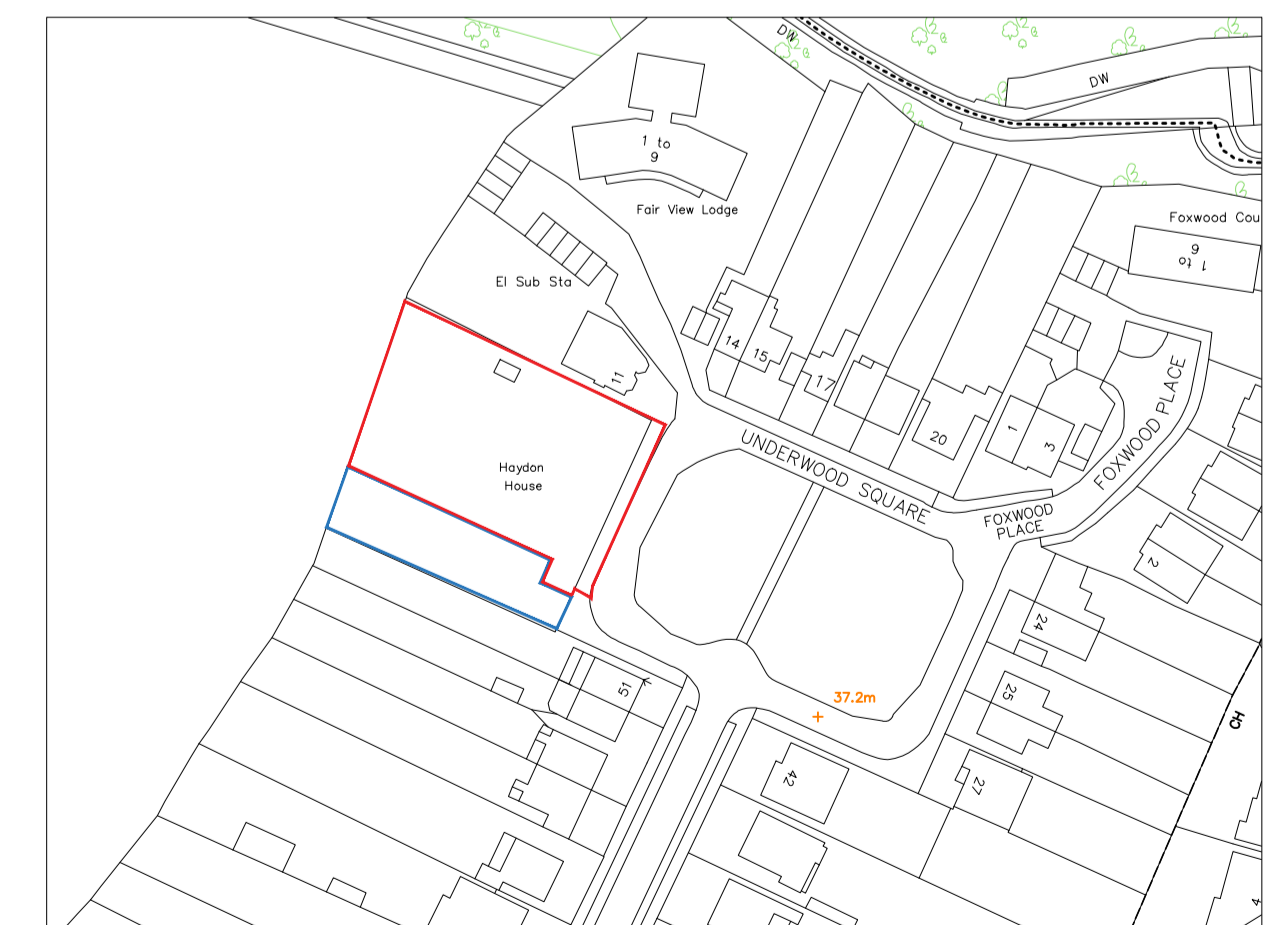 DW
DW
1 to
9
Fair View Lodge
Foxwood Cou
1 to
6
El Sub Sta
14
15
17
11
20
1
3
FOXWOOD PLACE
UNDERWOOD SQUARE
FOXWOOD
PLACE
Haydon
House
2
24
25
51
37.2m
CH
42
27
4